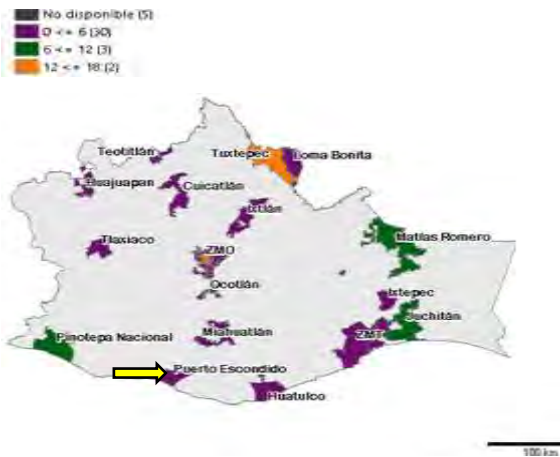 No disponible (5)
0 <= 6 (30)
6 <= 12 (3)
12 <= 18 (2)
Teotitlán
Tuxtepec
Loma Bonita
Huajuapan
Cuicatlán
Ixtlán
Tlaxiaco
ZMO
Matías Romero
Ocotlán
Ixtepec
Juchitán
Pinotepa Nacional
Miahuatlán
ZMT
Puerto Escondido
Huatulco
100 km